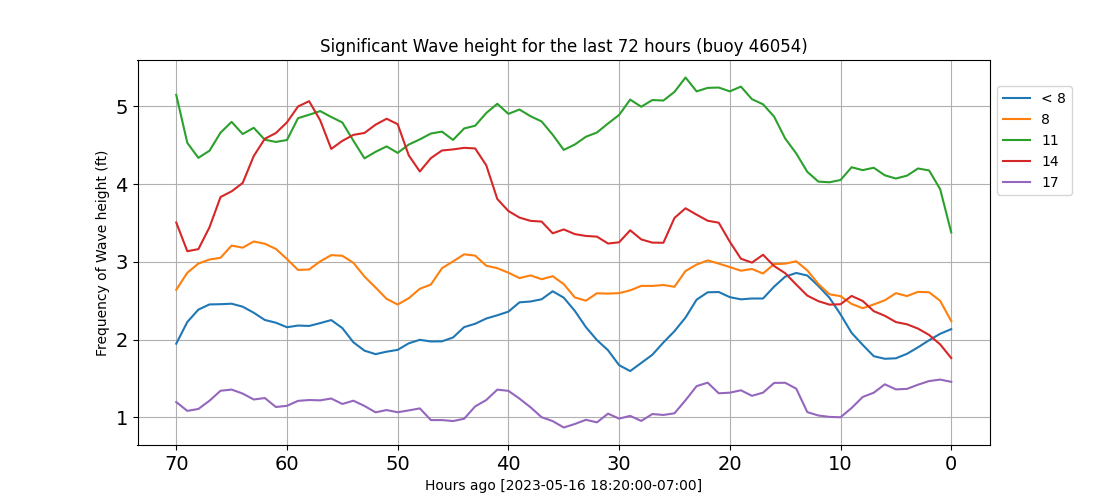 Significant Wave height for the last 72 hours (buoy 46054)
Frequency of Wave height (ft)
5
4
3
2
1
70 60 50 40 30 20 10 0
Hours ago [2023-05-16 18:20:00-07:00]
< 8
8
11
14
17